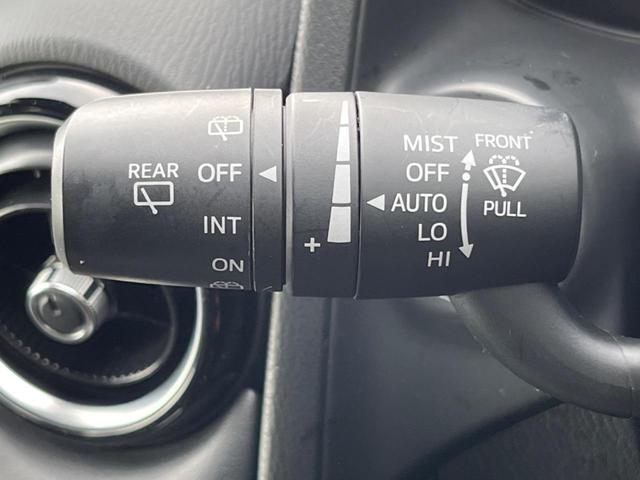 REAR
OFF
INT
ON
−
+
MIST
OFF
AUTO
LO
HI
FRONT
PULL